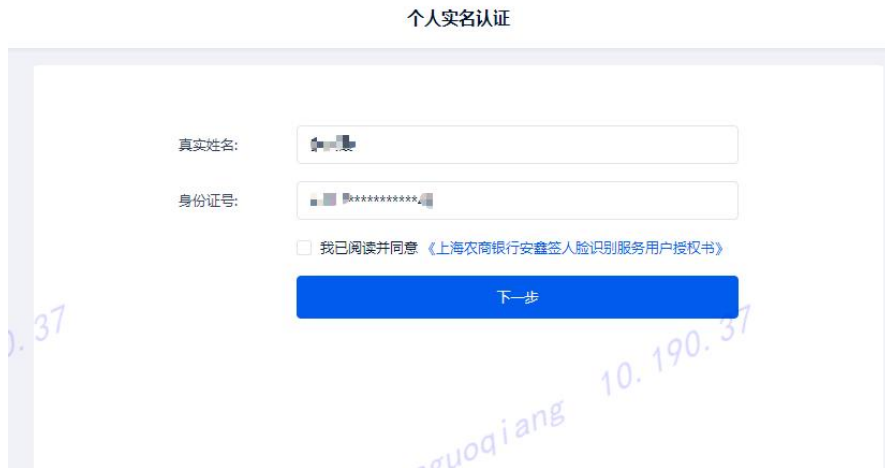 个人实名认证
真实姓名:
身份证号:
***********
我已阅读并同意 《上海农商银行安鑫签人脸识别服务用户授权书》
下一步
0.37
10.190.37
guoqiang